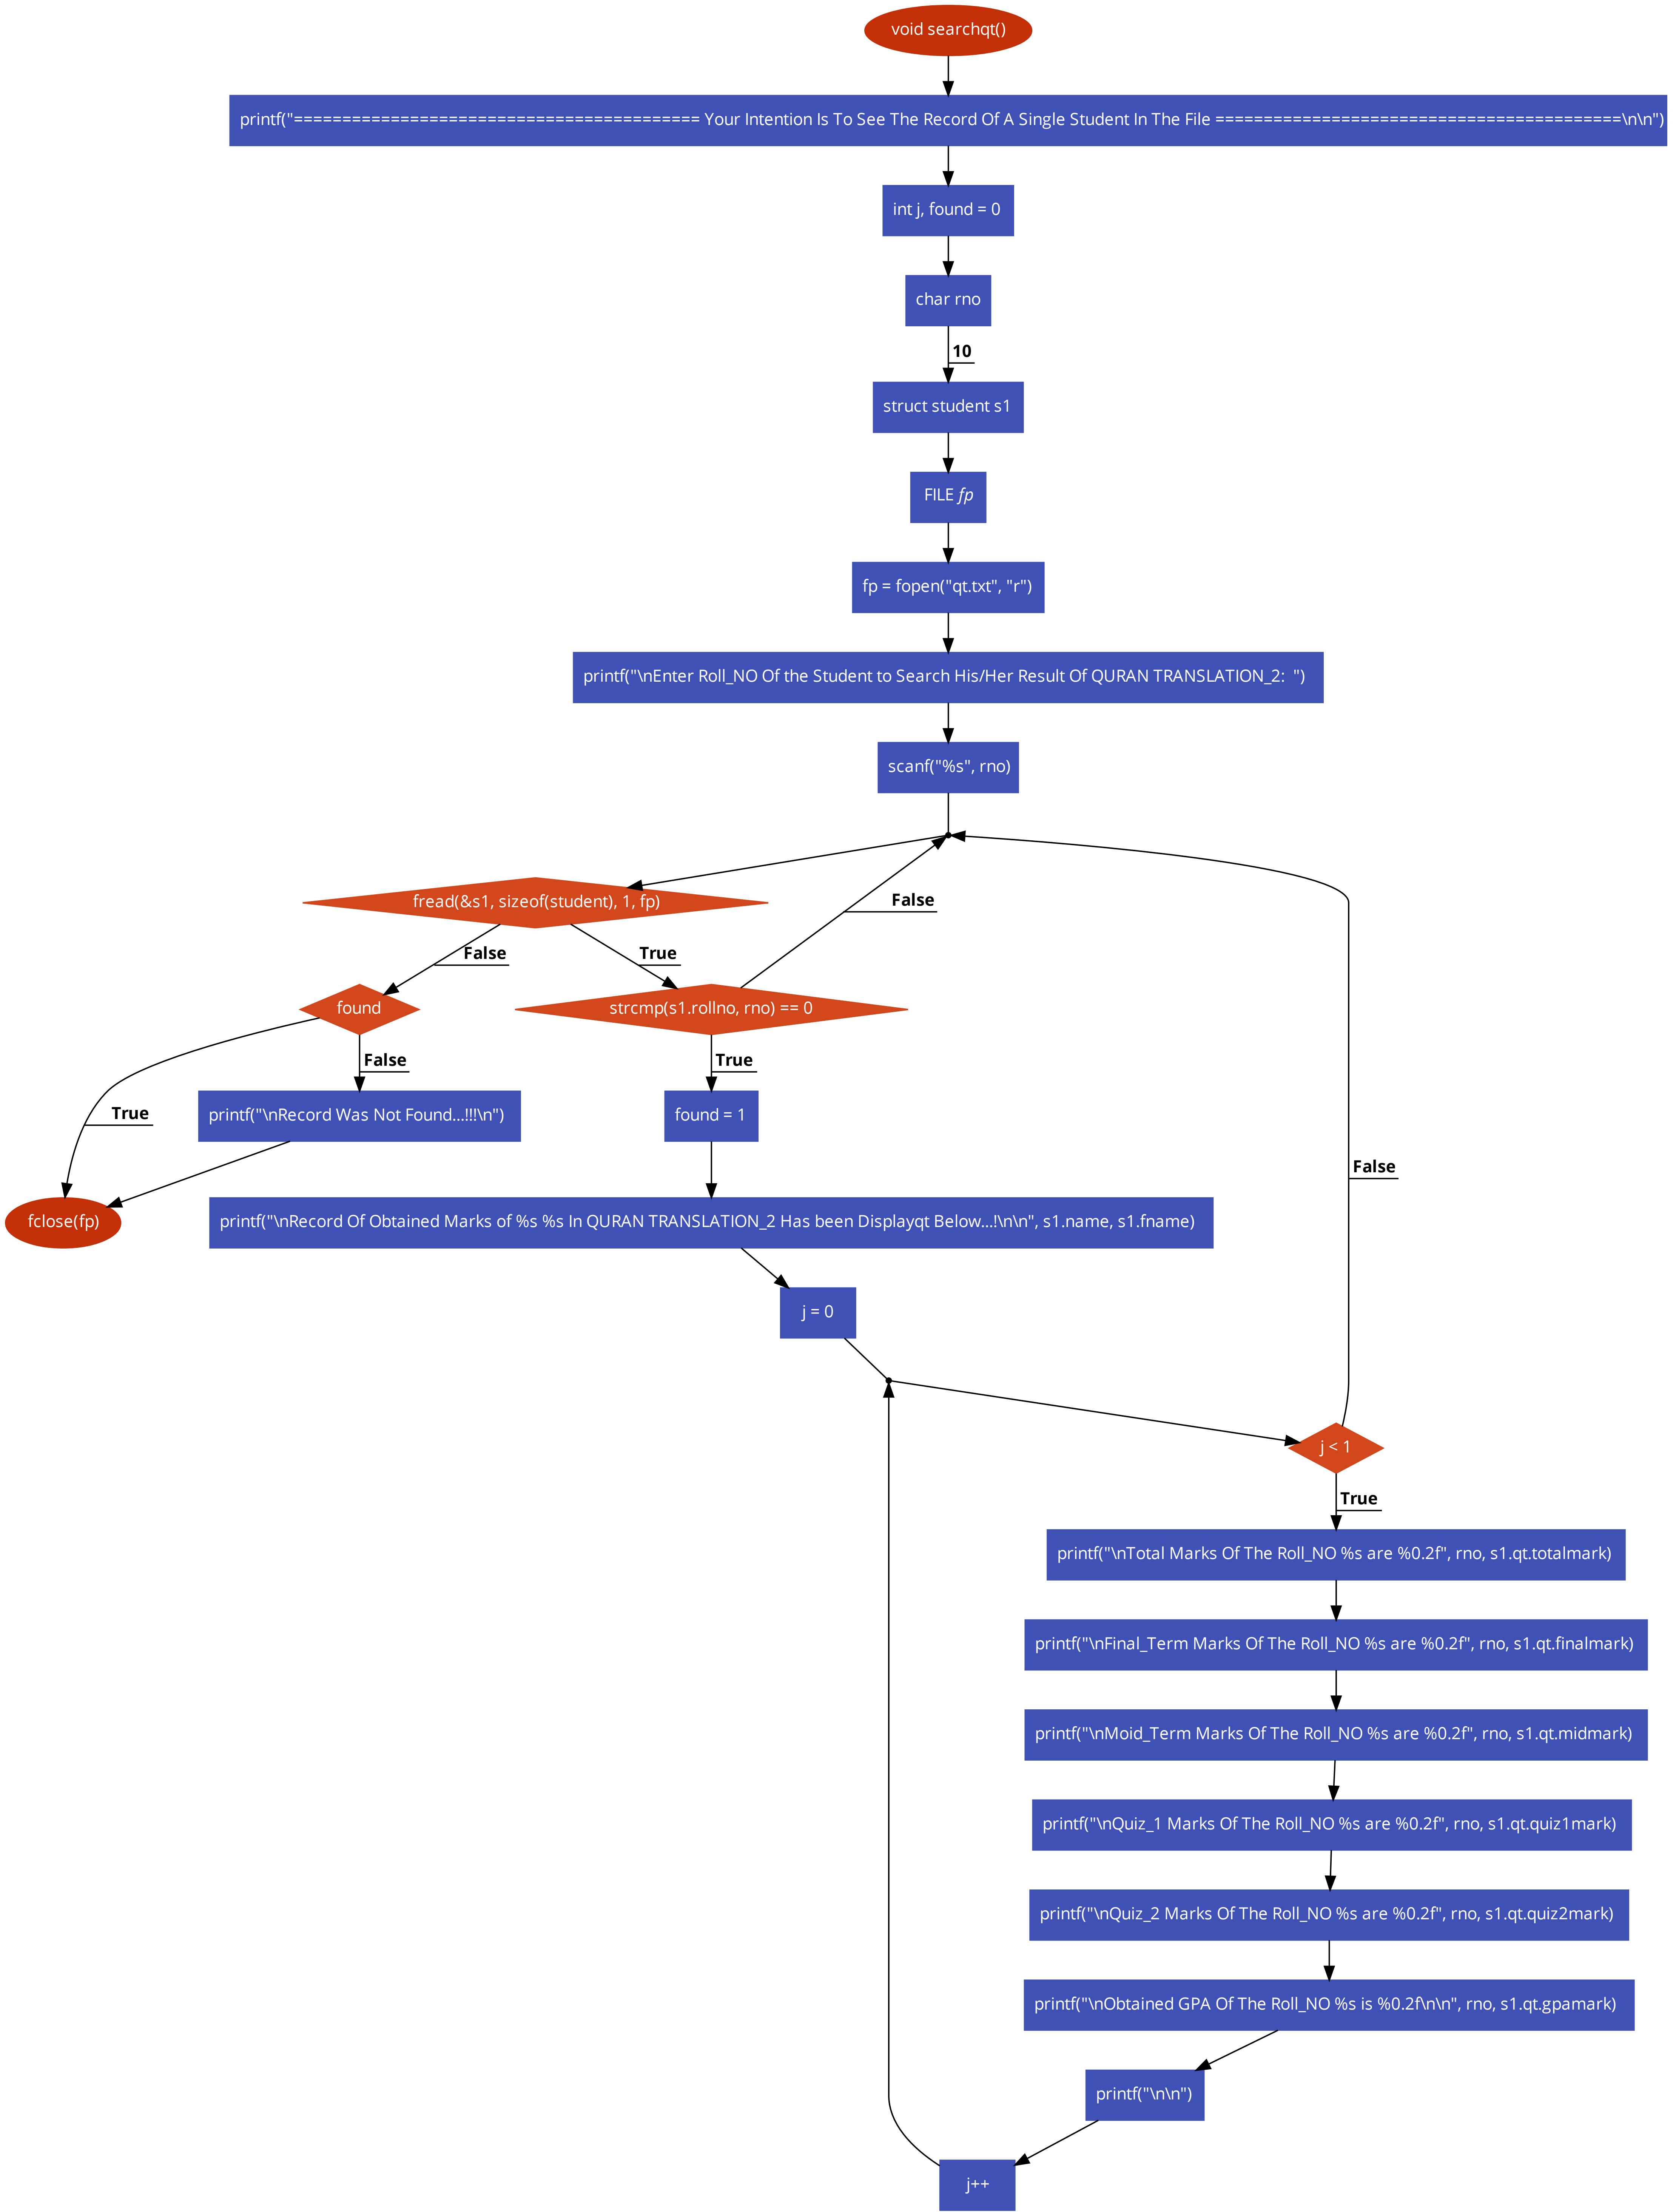 void searchqt()
printf("========================================== Your Intention Is To See The Record Of A Single Student In The File ==========================================\n\n")
int j, found = 0
char rno
10
struct student s1
FILE fp
fp = fopen("qt.txt", "r")
printf("\nEnter Roll_NO Of the Student to Search His/Her Result Of QURAN TRANSLATION_2:  ")
scanf("%s", rno)
fread(&s1, sizeof(student), 1, fp)
False
False
True
found
strcmp(s1.rollno, rno) == 0
False
True
True
printf("\nRecord Was Not Found...!!!\n")
found = 1
False
fclose(fp)
printf("\nRecord Of Obtained Marks of %s %s In QURAN TRANSLATION_2 Has been Displayqt Below...!\n\n", s1.name, s1.fname)
j = 0
j < 1
True
printf("\nTotal Marks Of The Roll_NO %s are %0.2f", rno, s1.qt.totalmark)
printf("\nFinal_Term Marks Of The Roll_NO %s are %0.2f", rno, s1.qt.finalmark)
printf("\nMoid_Term Marks Of The Roll_NO %s are %0.2f", rno, s1.qt.midmark)
printf("\nQuiz_1 Marks Of The Roll_NO %s are %0.2f", rno, s1.qt.quiz1mark)
printf("\nQuiz_2 Marks Of The Roll_NO %s are %0.2f", rno, s1.qt.quiz2mark)
printf("\nObtained GPA Of The Roll_NO %s is %0.2f\n\n", rno, s1.qt.gpamark)
printf("\n\n")
j++